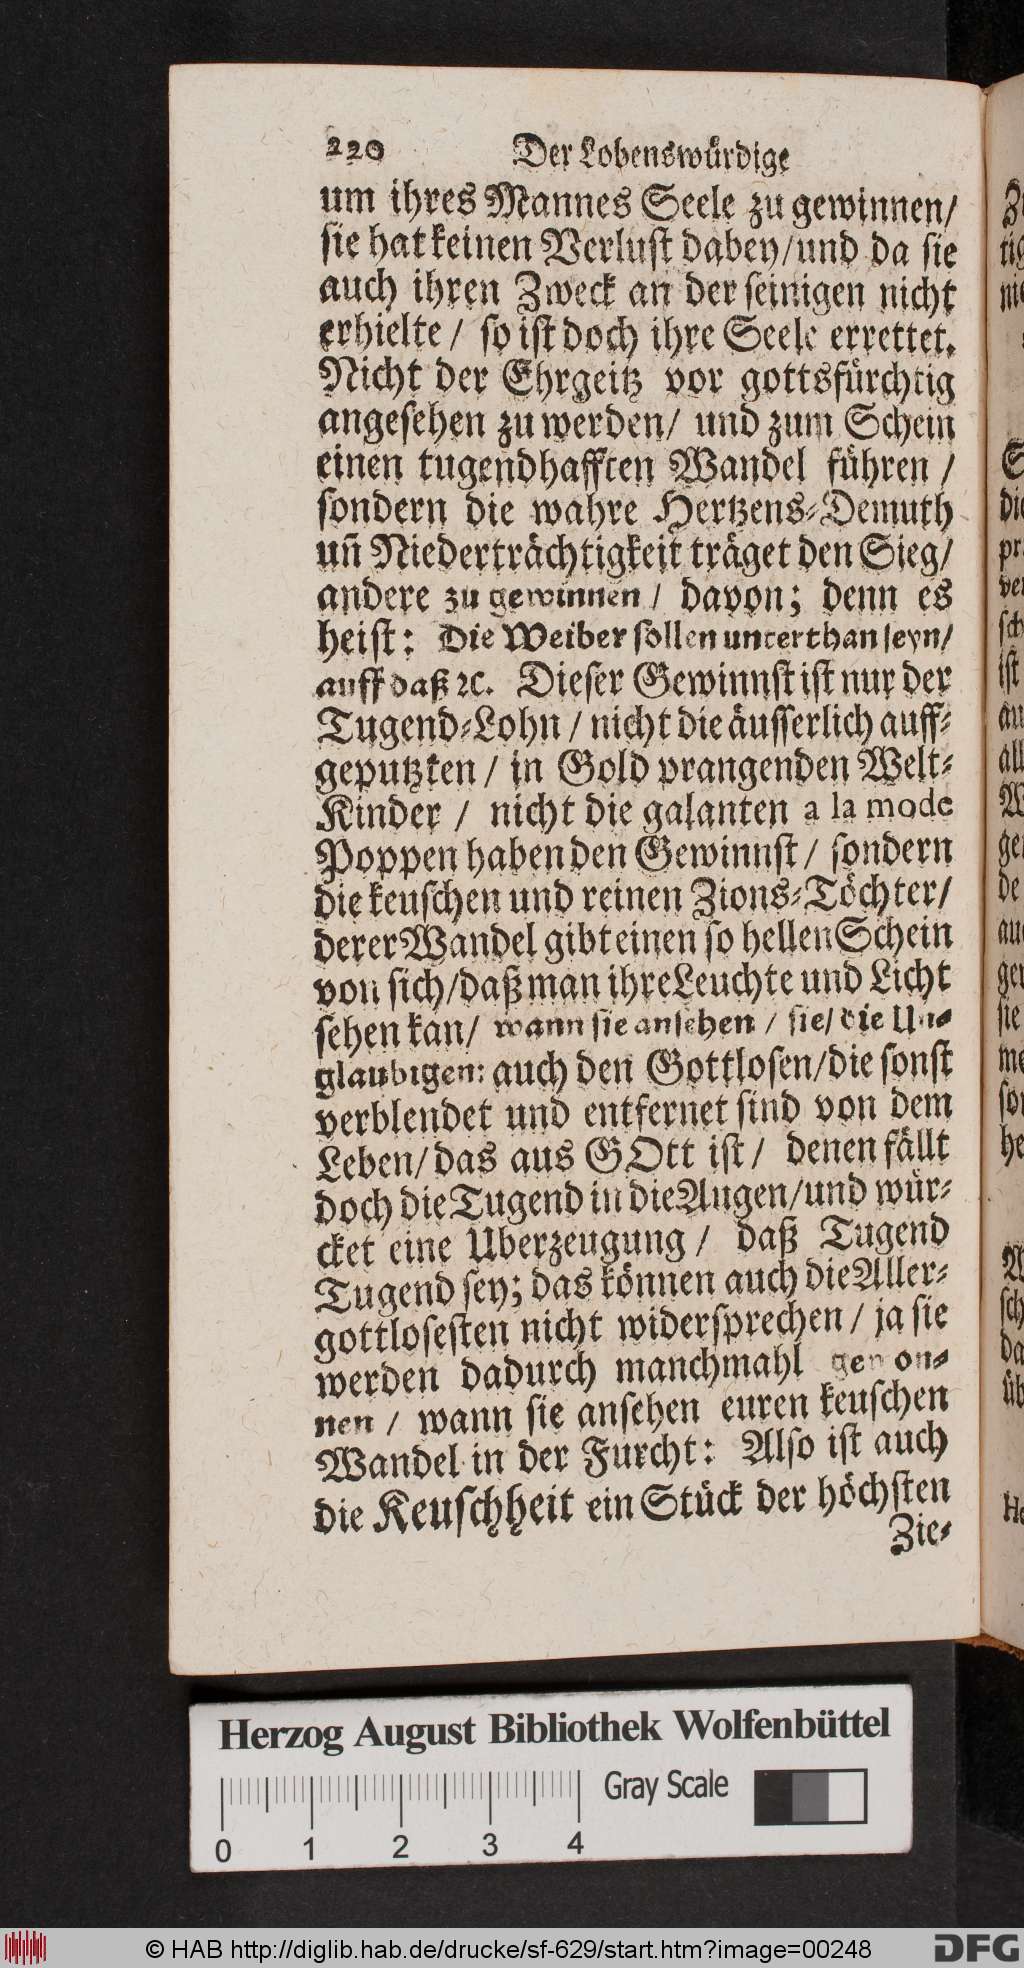 220 Der Lobenswürdige
um ihres Mannes Seele zu gewinnen/
sie hat keinen Verlust dabey/und da sie
auch ihren Zweck an der seinigen nicht
erhielte/ so ist doch ihre Seele errettet.
Nicht der Ehrgeitz vor gottsfürchtig
angesehen zu werden/ und zum Schein
einen tugendhafften Wandel führen/
sondern die wahre Hertzens-Demuth
uñ Niederträchtigkeit träget den Sieg/
andere zu gewinnen/ davon; denn es
heist: Die Weiber sollen unterthan seyn/
auff daß ꝛc. Dieser Gewinnst ist nur der
Tugend-Lohn/ nicht die äusserlich auff-
geputzten/ in Gold prangenden Welt-
Kinder/ nicht die galanten a la mode
Poppen haben den Gewinnst/ sondern
die keuschen und reinen Zions-Töchter/
derer Wandel gibt einen so hellen Schein
von sich/daß man ihre Leuchte und Licht
sehen kan/ wann sie ansehen/ sie/ die Un-
glaubigen: auch den Gottlosen/die sonst
verblendet und entfernet sind von dem
Leben/das aus GOtt ist/ denen fällt
doch die Tugend in die Augen/und wür-
cket eine Uberzeugung/ daß Tugend
Tugend sey; das können auch die Aller-
gottlosesten nicht widersprechen/ ja sie
werden dadurch manchmahl gewon-
nen/ wann sie ansehen euren keuschen
Wandel in der Furcht: Also ist auch
die Keuschheit ein Stück der höchsten
Zie-
Herzog August Bibliothek Wolfenbüttel
Gray Scale
0 1 2 3 4
© HAB http://diglib.hab.de/drucke/sf-629/start.htm?image=00248 DFG